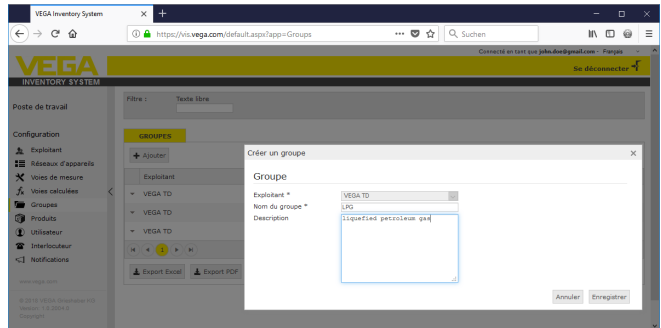 VEGA Inventory System
https://vis.vega.com/default.aspx?app=Groups
Suchen
Connecté en tant que john.doe@gmail.com - Français
VEGA
Se déconnecter
INVENTORY SYSTEM
Poste de travail
Filtre :
Texte libre
Configuration
Exploitant
Réseaux d'appareils
Voies de mesure
Voies calculées
Groupes
Produits
Utilisateur
Interlocuteur
Notifications
www.vega.com
Copyright
GROUPES
Ajouter
Exploitant
VEGA TD
VEGA TD
VEGA TD
1
Export Excel
Export PDF
Créer un groupe
Groupe
Exploitant *
VEGA TD
Nom du groupe *
LPG
Description
liquefied petroleum gas
Annuler
Enregistrer